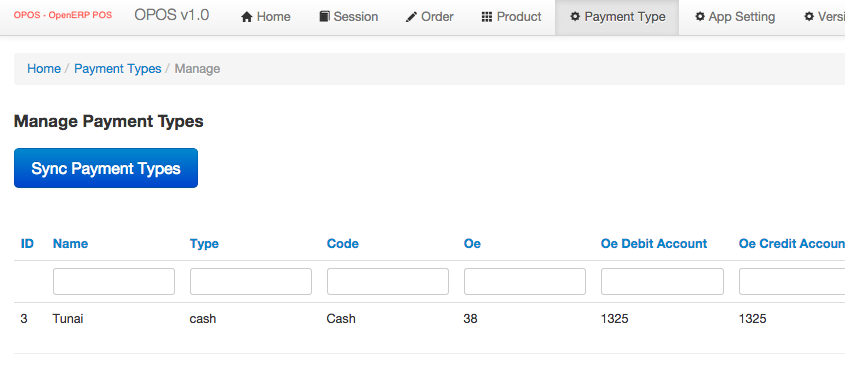 OPOS - OpenERP POS OPOS v1.0 Home Session Order Product Payment Type App Setting Versi
Home / Payment Types / Manage
Manage Payment Types
Sync Payment Types
ID Name Type Code Oe Oe Debit Account Oe Credit Accoun
3 Tunai cash Cash 38 1325 1325